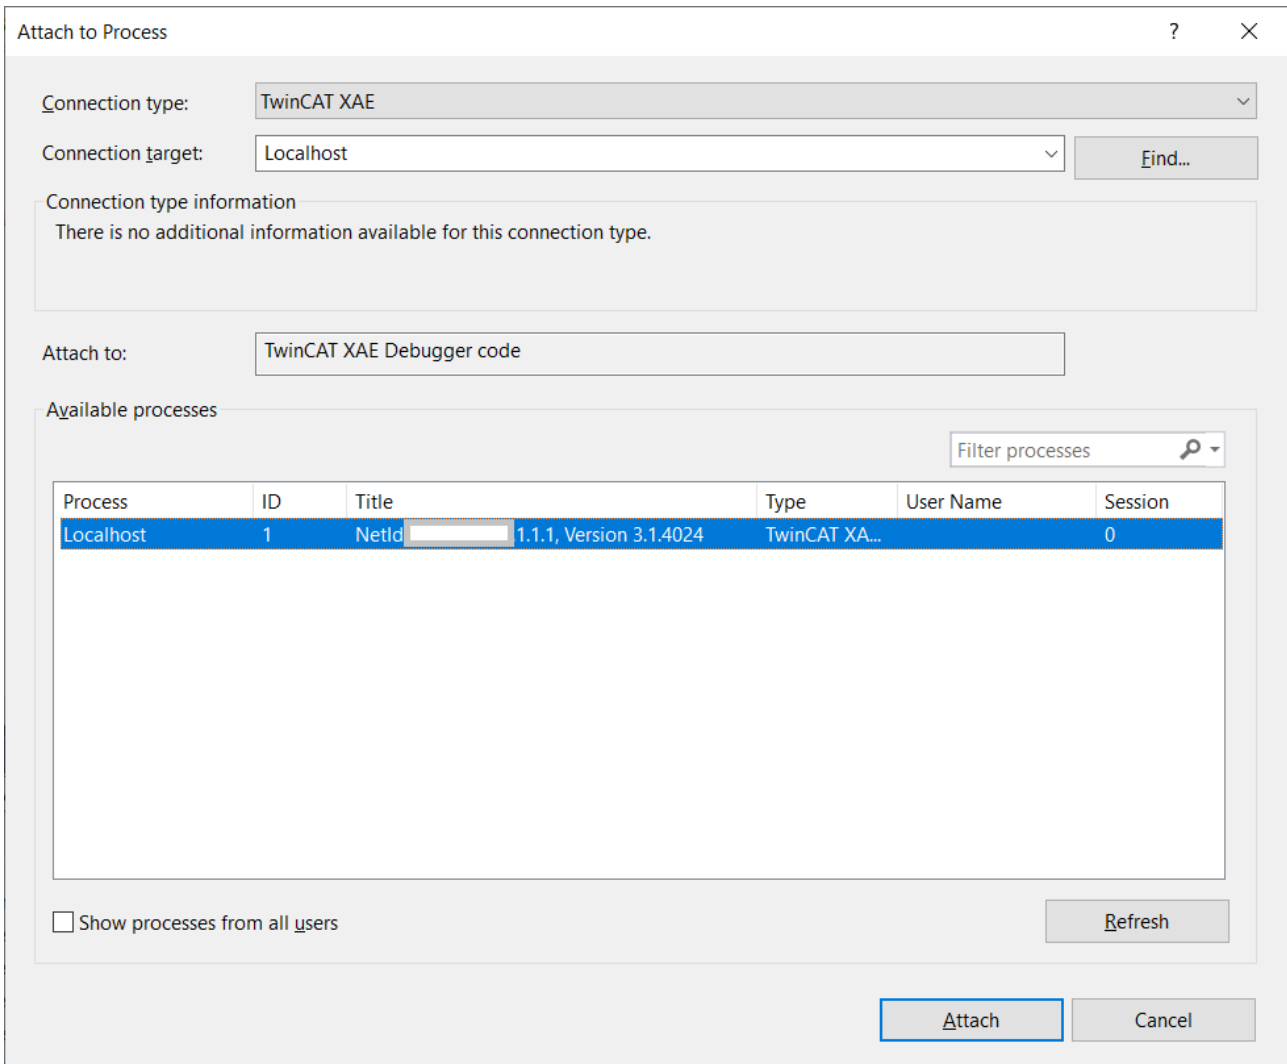 Attach to Process ?
Connection type: TwinCAT XAE
Connection target: Localhost Find...
Connection type information
There is no additional information available for this connection type.
Attach to: TwinCAT XAE Debugger code
Available processes
Filter processes
Process ID Title Type User Name Session
Localhost 1 NetId .1.1.1, Version 3.1.4024 TwinCAT XA... 0
Show processes from all users Refresh
Attach Cancel